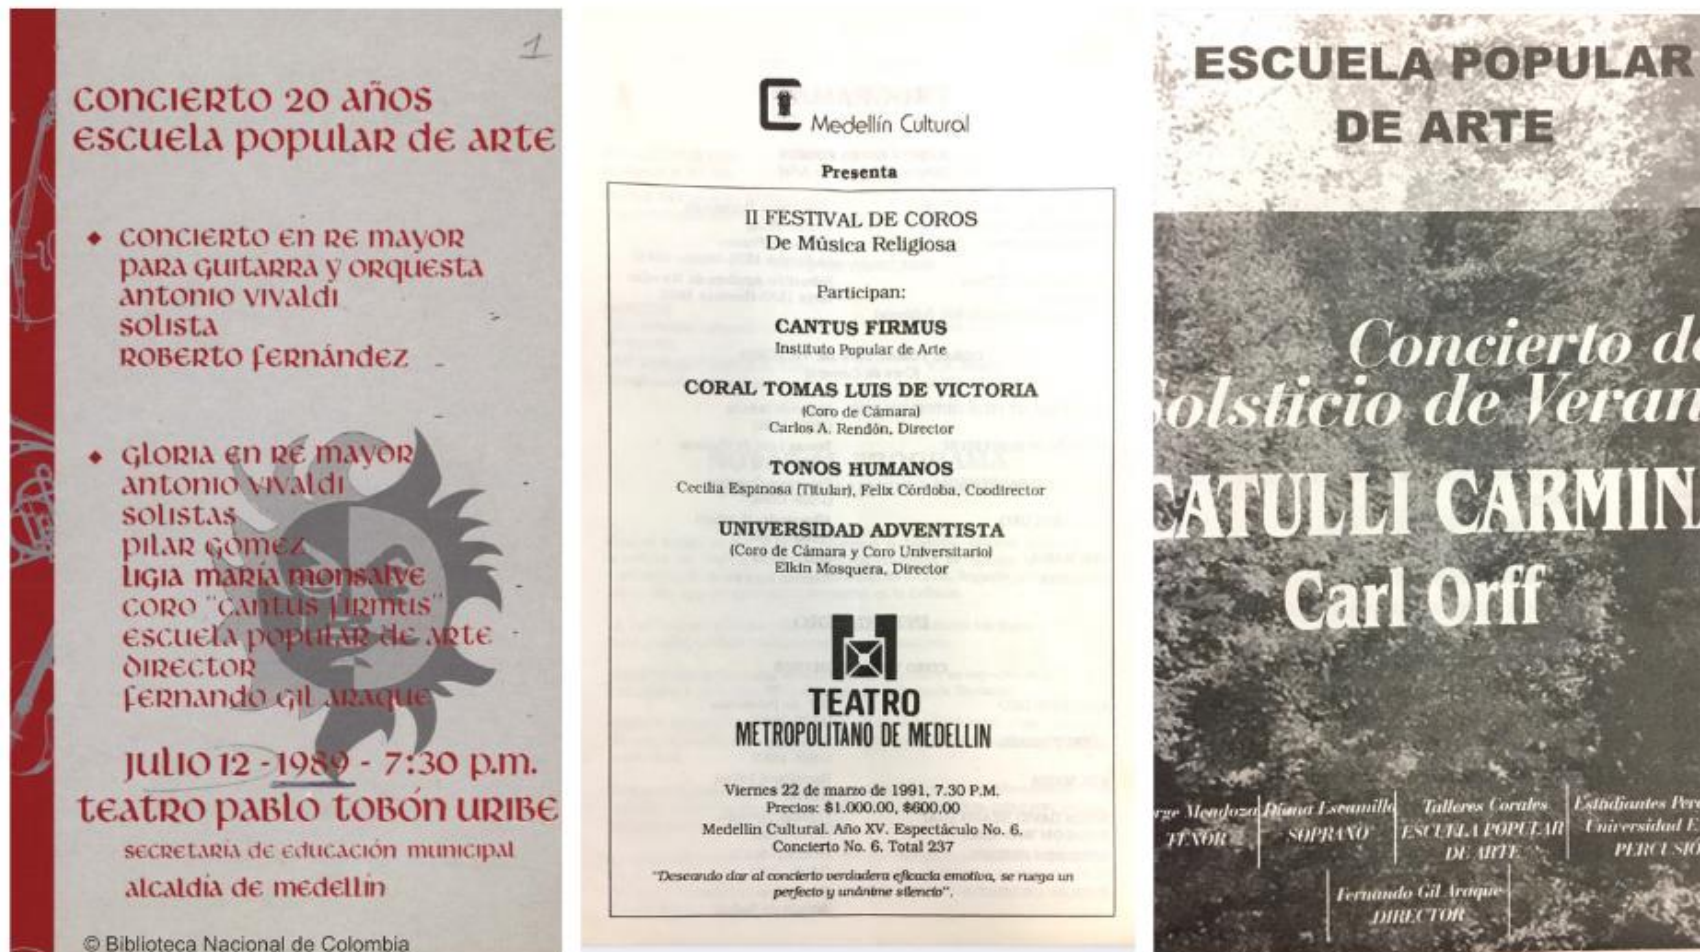 1
CONCIERTO 20 AÑOS
ESCUELA POPULAR DE ARTE
CONCIERTO EN RE MAYOR
PARA GUITARRA Y ORQUESTA
ANTONIO VIVALDI
SOLISTA
ROBERTO FERNÁNDEZ
GLORIA EN RE MAYOR
ANTONIO VIVALDI
SOLISTAS
PILAR GOMEZ
LIGIA MARÍA MONSALVE
CORO "CANTUS FIRMUS"
ESCUELA POPULAR DE ARTE
DIRECTOR
FERNANDO GIL ARAQUE
JULIO 12 - 1989 - 7:30 P.M.
TEATRO PABLO TOBÓN URIBE
SECRETARÍA DE EDUCACIÓN MUNICIPAL
ALCALDÍA DE MEDELLÍN
© Biblioteca Nacional de Colombia
Medellín Cultural
Presenta
II FESTIVAL DE COROS
De Música Religiosa
Participan:
CANTUS FIRMUS
Instituto Popular de Arte
CORAL TOMAS LUIS DE VICTORIA
(Coro de Cámara)
Carlos A. Rendón, Director
TONOS HUMANOS
Cecilia Espinosa (Titular), Felix Córdoba, Coodirector
UNIVERSIDAD ADVENTISTA
(Coro de Cámara y Coro Universitario)
Elkin Mosquera, Director
TEATRO
METROPOLITANO DE MEDELLIN
Viernes 22 de marzo de 1991, 7.30 P.M.
Precios: $1.000.00, $600.00
Medellín Cultural. Año XV. Espectáculo No. 6.
Concierto No. 6. Total 237
"Deseando dar al concierto verdadera eficacia emotiva, se ruega un
perfecto y unánime silencio".
ESCUELA POPULAR
DE ARTE
Concierto de
olsticio de Veran
CATULLI CARMIN
Carl Orff
rge Mendoza
TENOR
Diana Escamilla
SOPRANO
Talleres Corales
ESCUELA POPULAR
DE ARTE
Estudiantes Perc
Universidad E
PERCUSIO
Fernando Gil Araque
DIRECTOR